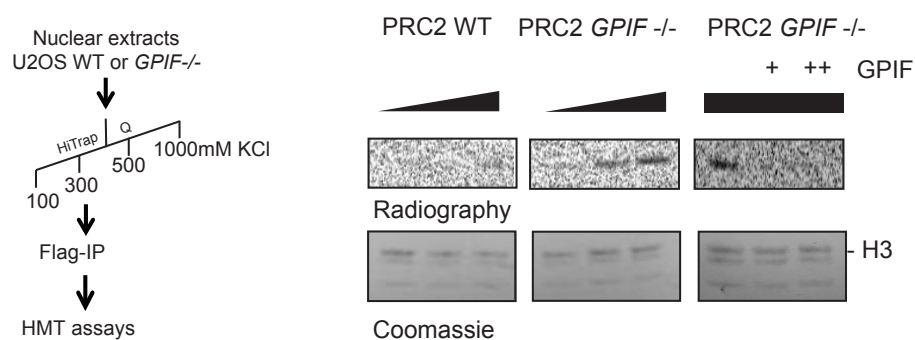 Nuclear extracts
U2OS WT or GPIF-/-
HiTrap Q
100 300 500 1000mM KCl
Flag-IP
HMT assays
PRC2 WT PRC2 GPIF -/- PRC2 GPIF -/-
+ ++ GPIF
Radiography
- H3
Coomassie